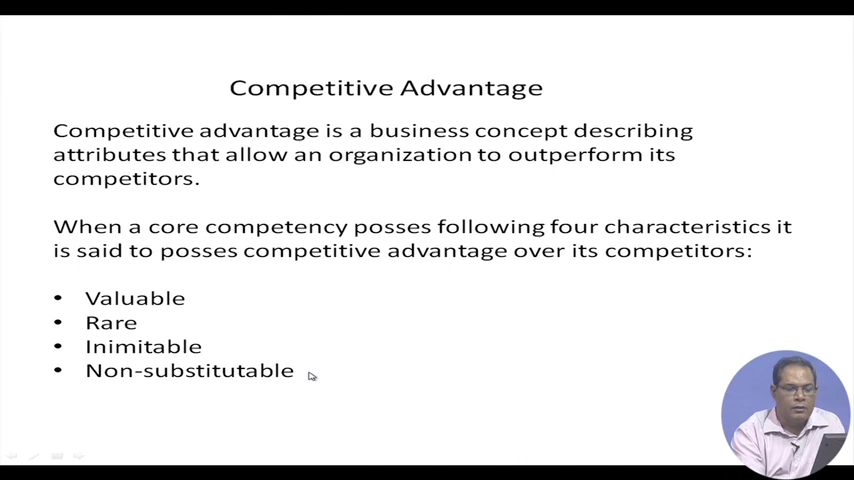 Competitive Advantage
Competitive advantage is a business concept describing
attributes that allow an organization to outperform its
competitors.
When a core competency posses following four characteristics it
is said to posses competitive advantage over its competitors:
• Valuable
• Rare
• Inimitable
• Non-substitutable